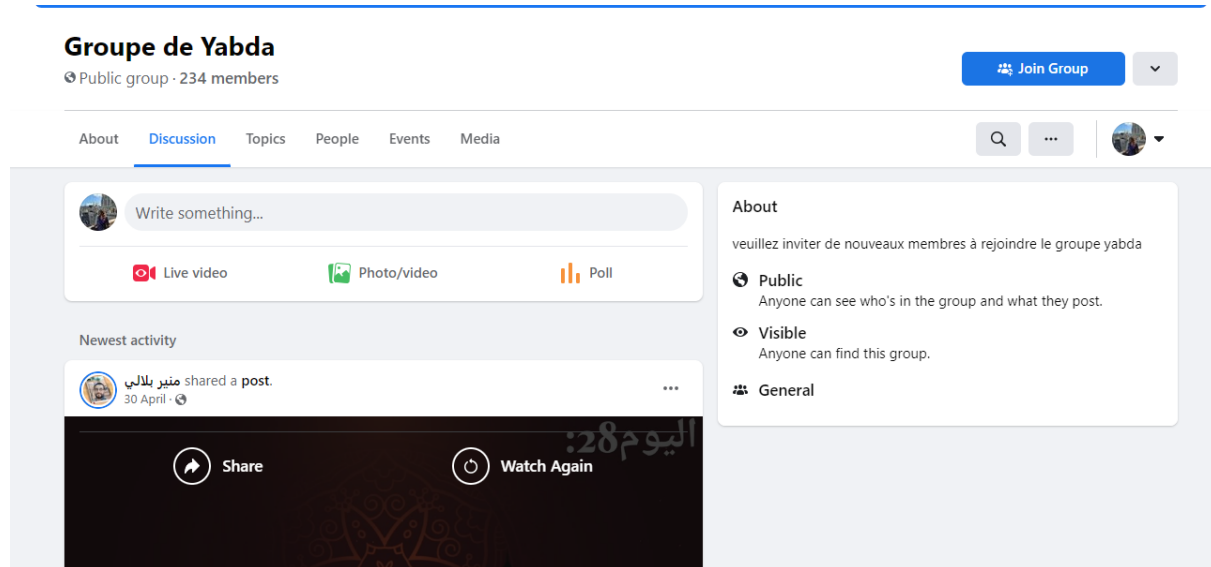 Groupe de Yabda
Public group · 234 members
Join Group
About Discussion Topics People Events Media
Write something...
Live video Photo/video Poll
Newest activity
منير بلالي shared a post.
30 April ·
اليوم28:
Share Watch Again
About
veuillez inviter de nouveaux membres à rejoindre le groupe yabda
Public
Anyone can see who's in the group and what they post.
Visible
Anyone can find this group.
General